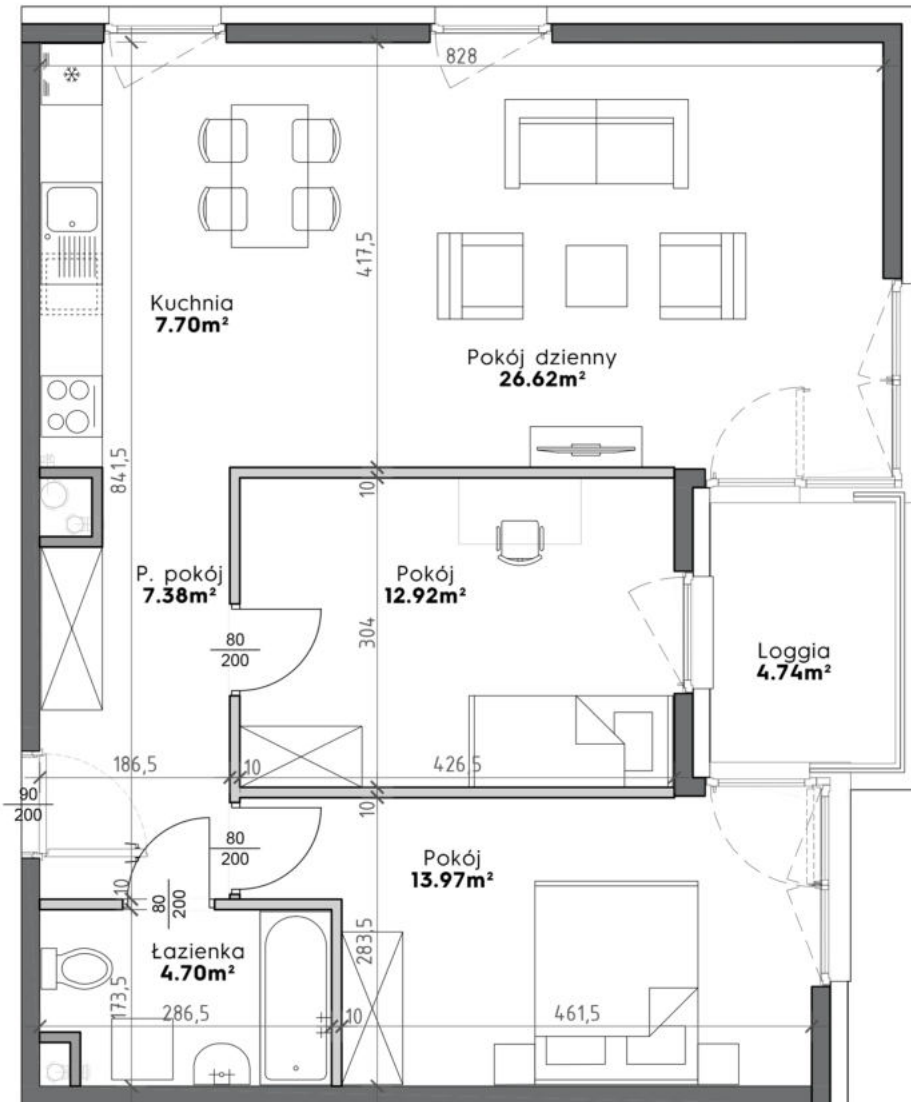 828
417,5
Kuchnia
7.70m²
Pokój dzienny
26.62m²
841,5
10
P. pokój
7.38m²
Pokój
12.92m²
304
80
200
Loggia
4.74m²
186,5
10
426,5
90
200
10
80
200
Pokój
13.97m²
10
80
200
Łazienka
4.70m²
283,5
173,5
286,5
10
461,5